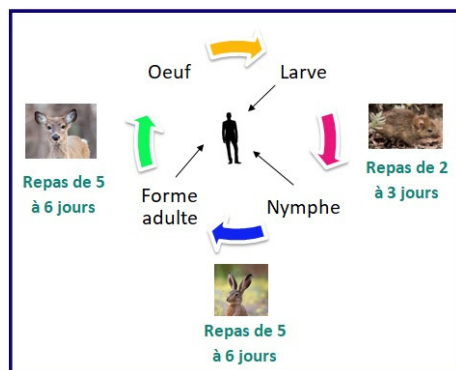 Oeuf
Larve
Repas de 5
à 6 jours
Repas de 2
à 3 jours
Forme
adulte
Nymphe
Repas de 5
à 6 jours